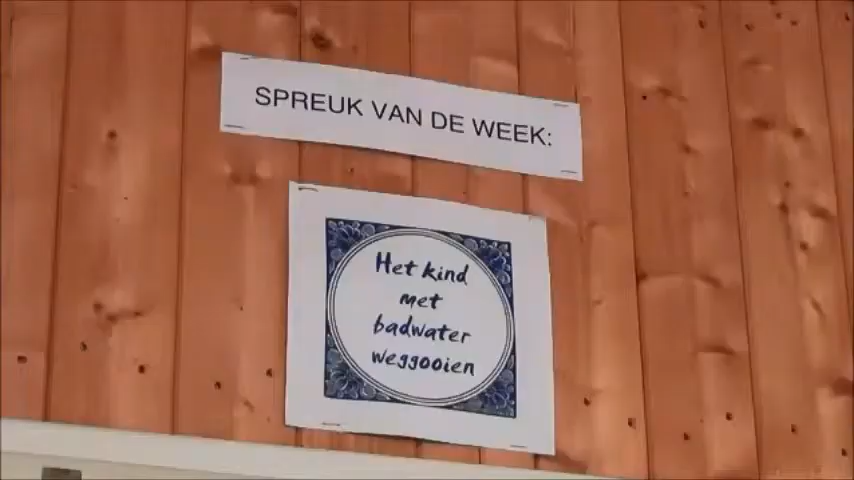 SPREUK VAN DE WEEK:
Het kind
met
badwater
weggooien